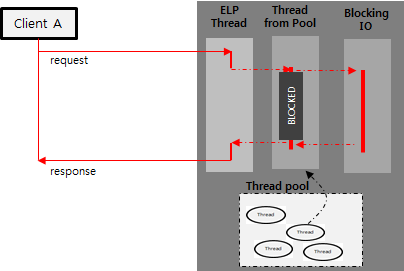 Client A
ELP
Thread
Thread
from Pool
Blocking
IO
request
BLOCKED
response
Thread pool
Thread
Thread
Thread
Thread